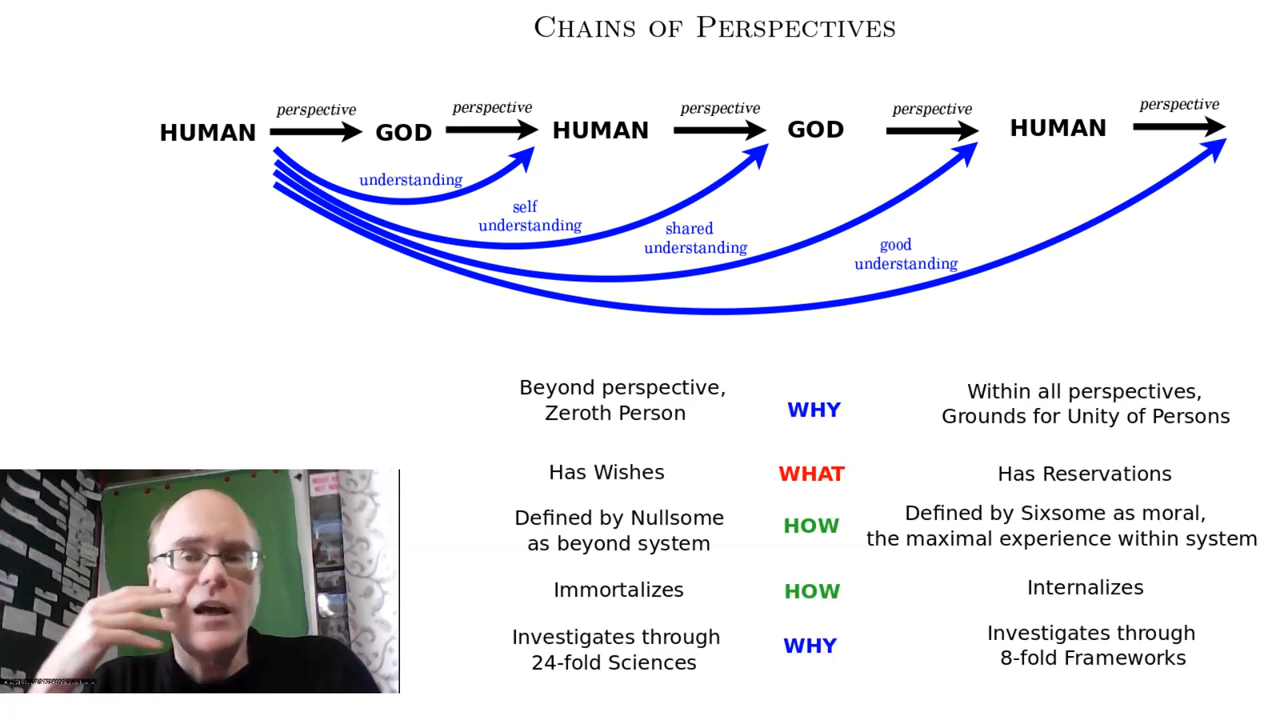 CHAINS OF PERSPECTIVES
perspective perspective perspective perspective perspective
HUMAN GOD HUMAN GOD HUMAN
understanding
self
understanding
shared
understanding
good
understanding
Beyond perspective,
Zeroth Person
WHY
Within all perspectives,
Grounds for Unity of Persons
Has Wishes
WHAT
Has Reservations
Defined by Nullsome
as beyond system
HOW
Defined by Sixsome as moral,
the maximal experience within system
Immortalizes
HOW
Internalizes
Investigates through
24-fold Sciences
WHY
Investigates through
8-fold Frameworks